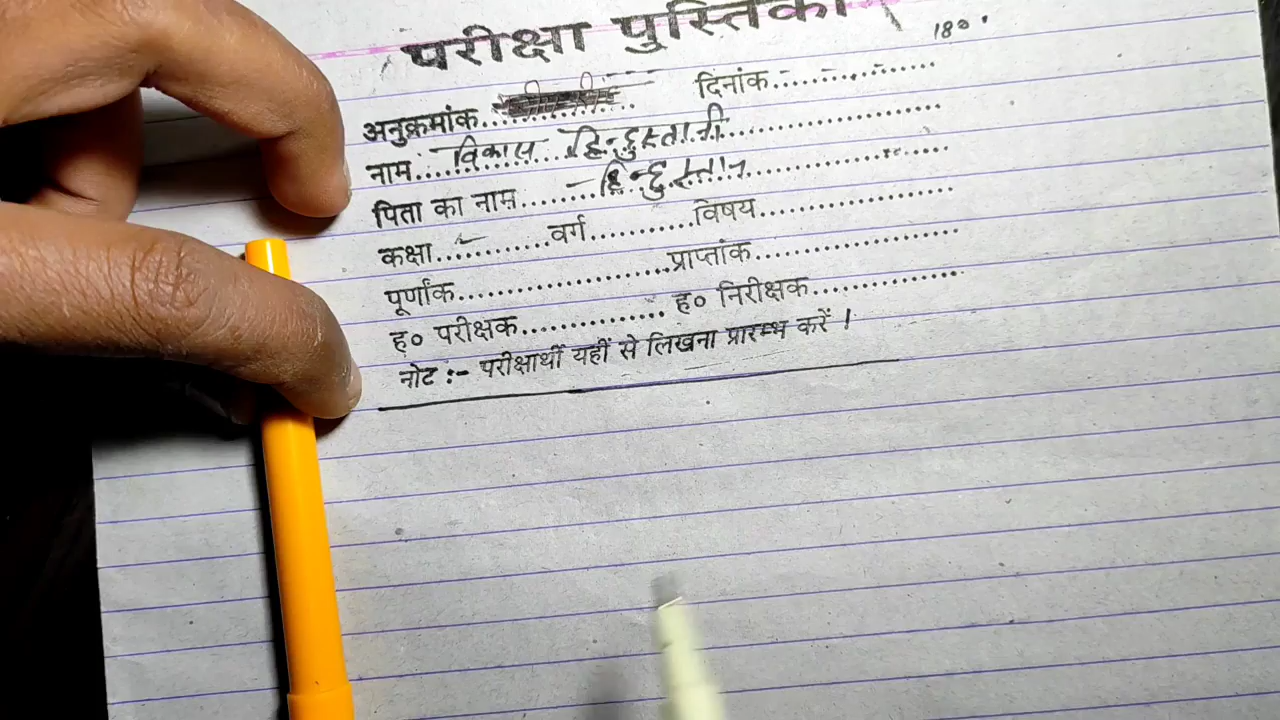 परीक्षा पुस्तिका
180
अनुक्रमांक.............. दिनांक..............
नाम.....विकास हिन्दुस्तानी..............
पिता का नाम........हिन्दुस्तान..............
कक्षा..........वर्ग...........विषय..............
पूर्णांक......................प्राप्तांक..............
ह० परीक्षक............... ह० निरीक्षक..............
नोट :- परीक्षार्थी यहीं से लिखना प्रारम्भ करें ।